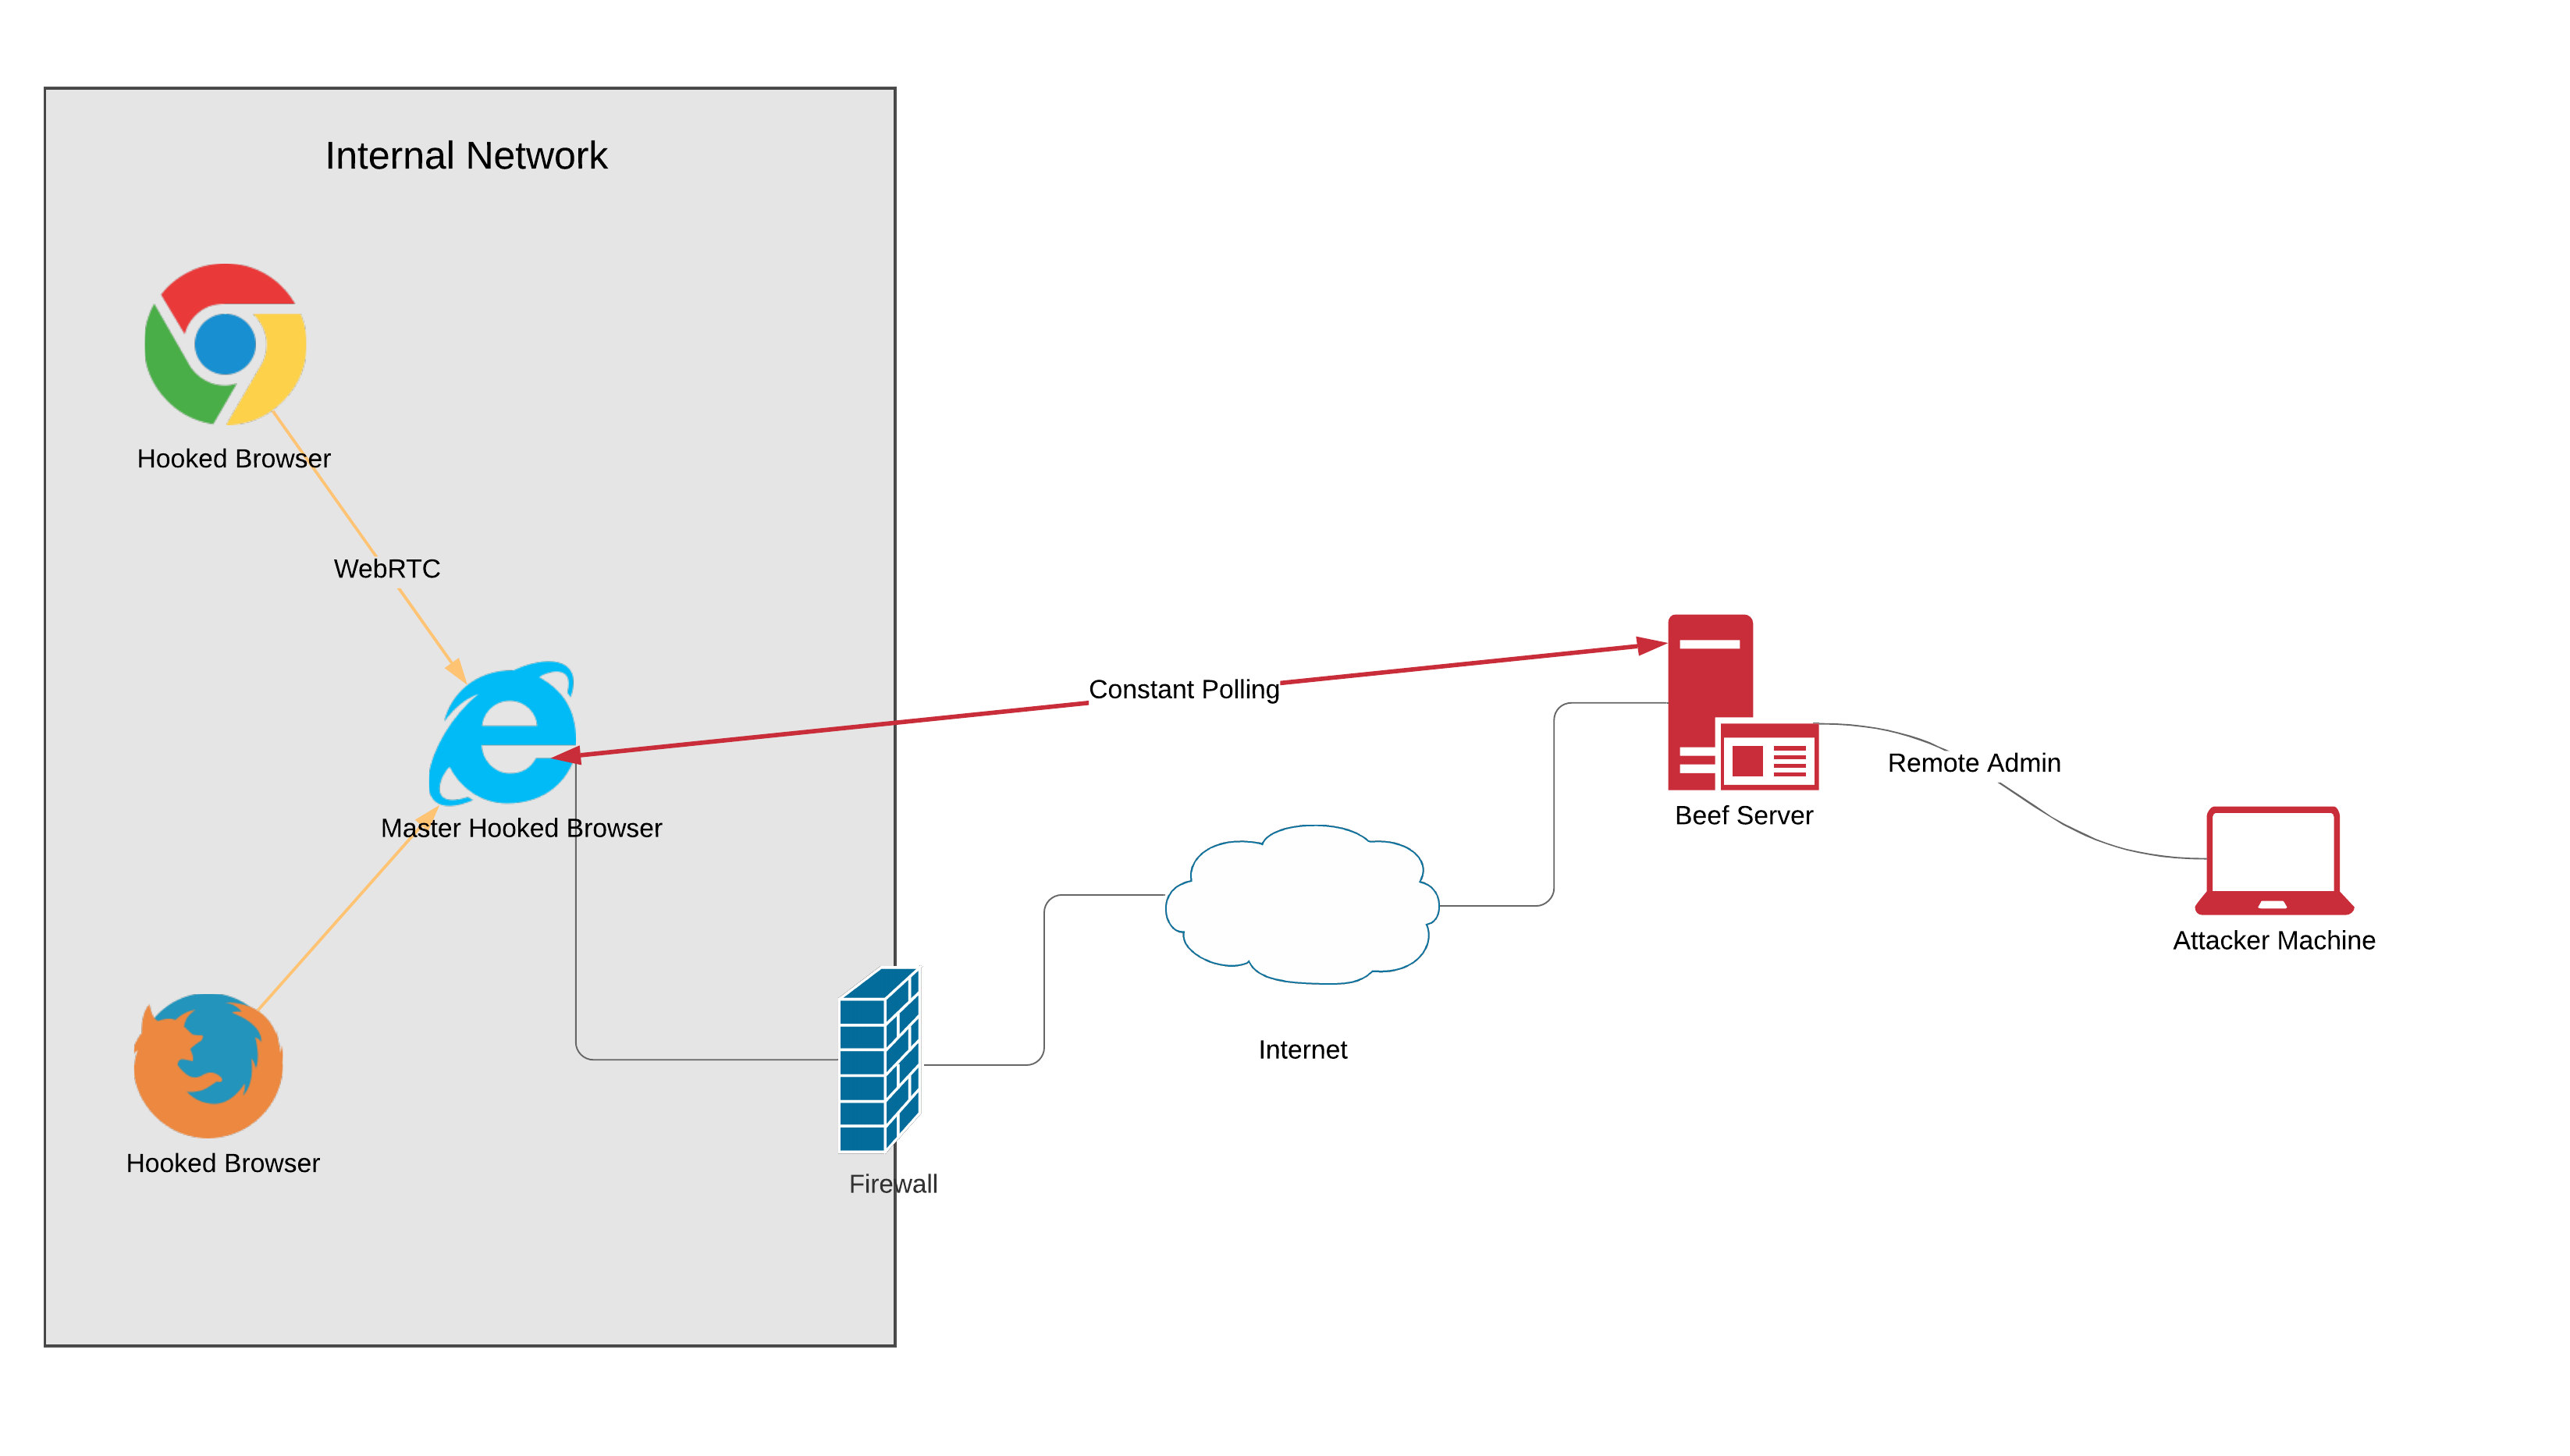 Internal Network
Hooked Browser
WebRTC
Constant Polling
Remote Admin
Beef Server
Master Hooked Browser
Attacker Machine
Internet
Hooked Browser
Firewall